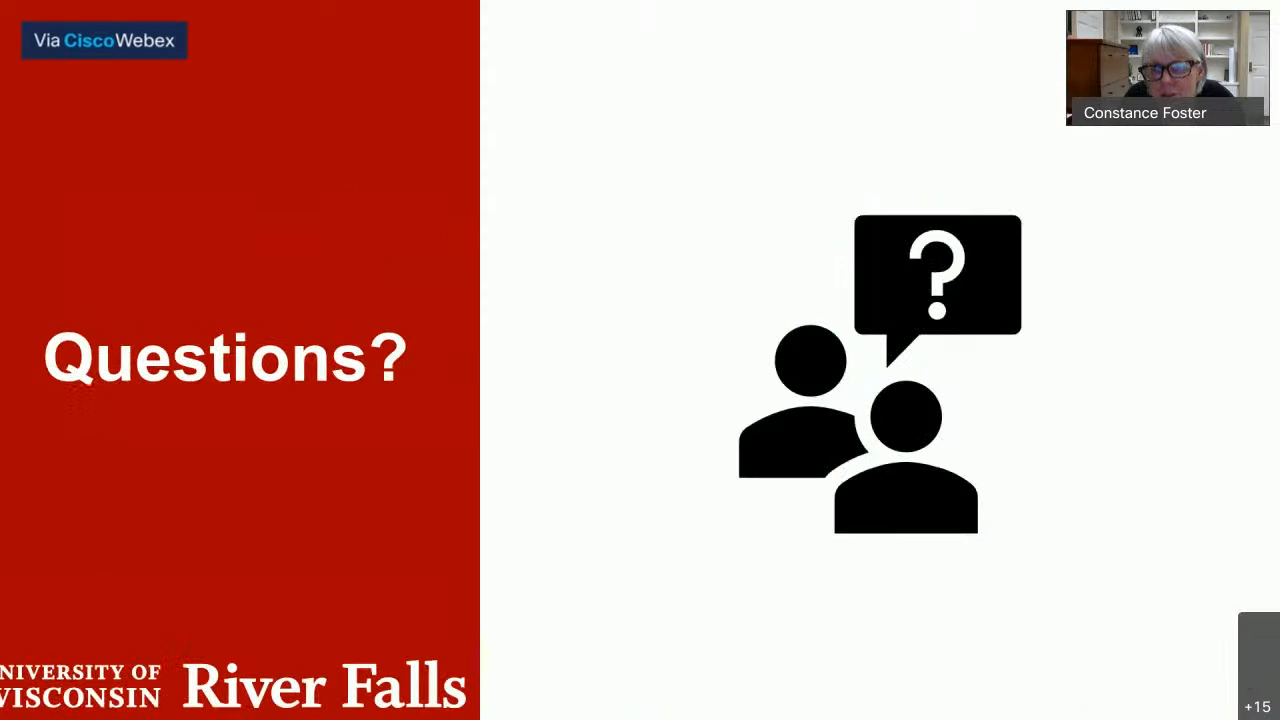 Via CiscoWebex
Constance Foster
?
Questions?
NIVERSITY OF
VISCONSIN
River Falls
+15